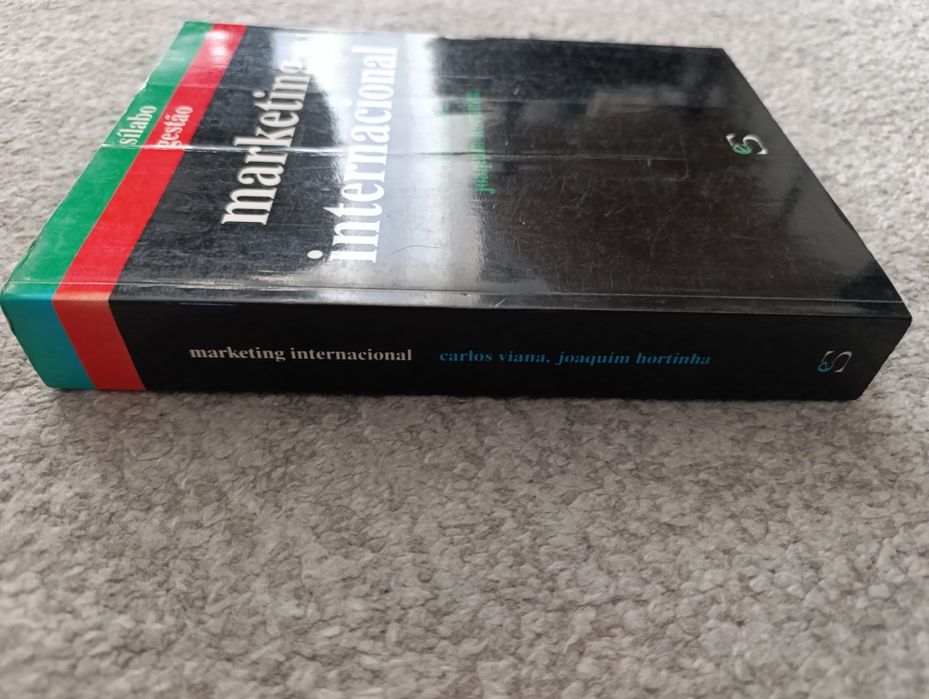 sílabo
gestão
marketing
internacional
marketing internacional carlos viana, joaquim hortinha